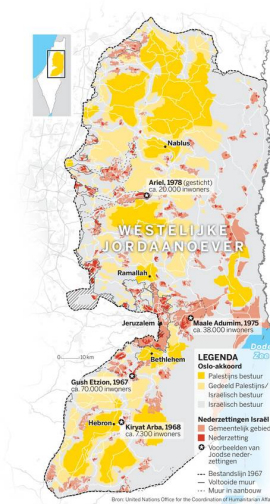 Nablus
Ariel, 1978 (gesticht)
ca. 20.000 inwoners
WESTELIJKE
JORDAANOEVER
Ramallah
Jeruzalem
Maale Adumim, 1975
ca. 38.000 inwoners
0 10 km
Bethlehem
Gush Etzion, 1967
ca. 70.000 inwoners
Hebron
Kiryat Arba, 1968
ca. 7.300 inwoners
Dode
Zee
LEGENDA
Oslo-akkoord
Palestijns bestuur
Gedeeld Palestijns/
Israëlisch bestuur
Israëlisch bestuur
Nederzettingen Israël
Gemeentelijk gebied
Nederzetting
Voorbeelden van
Joodse neder-
zettingen
Bestandslijn 1967
Voltooide muur
Muur in aanbouw
Bron: United Nations Office for the Coordination of Humanitarian Affa